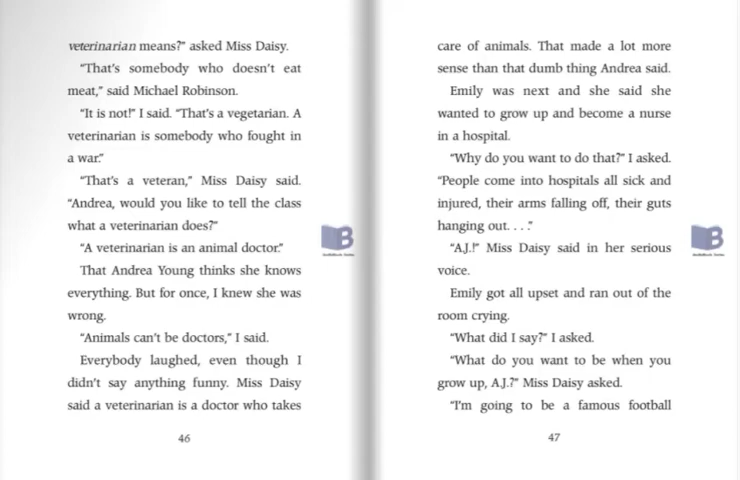 veterinarian means?" asked Miss Daisy.
"That's somebody who doesn't eat
meat," said Michael Robinson.
"It is not!" I said. "That's a vegetarian. A
veterinarian is somebody who fought in
a war."
"That's a veteran," Miss Daisy said.
"Andrea, would you like to tell the class
what a veterinarian does?"
"A veterinarian is an animal doctor."
That Andrea Young thinks she knows
everything. But for once, I knew she was
wrong.
"Animals can't be doctors," I said.
Everybody laughed, even though I
didn't say anything funny. Miss Daisy
said a veterinarian is a doctor who takes
46
care of animals. That made a lot more
sense than that dumb thing Andrea said.
Emily was next and she said she
wanted to grow up and become a nurse
in a hospital.
"Why do you want to do that?" I asked.
"People come into hospitals all sick and
injured, their arms falling off, their guts
hanging out. . . ."
"A.J.!" Miss Daisy said in her serious
voice.
Emily got all upset and ran out of the
room crying.
"What did I say?" I asked.
"What do you want to be when you
grow up, A.J.?" Miss Daisy asked.
"I'm going to be a famous football
47
B
B